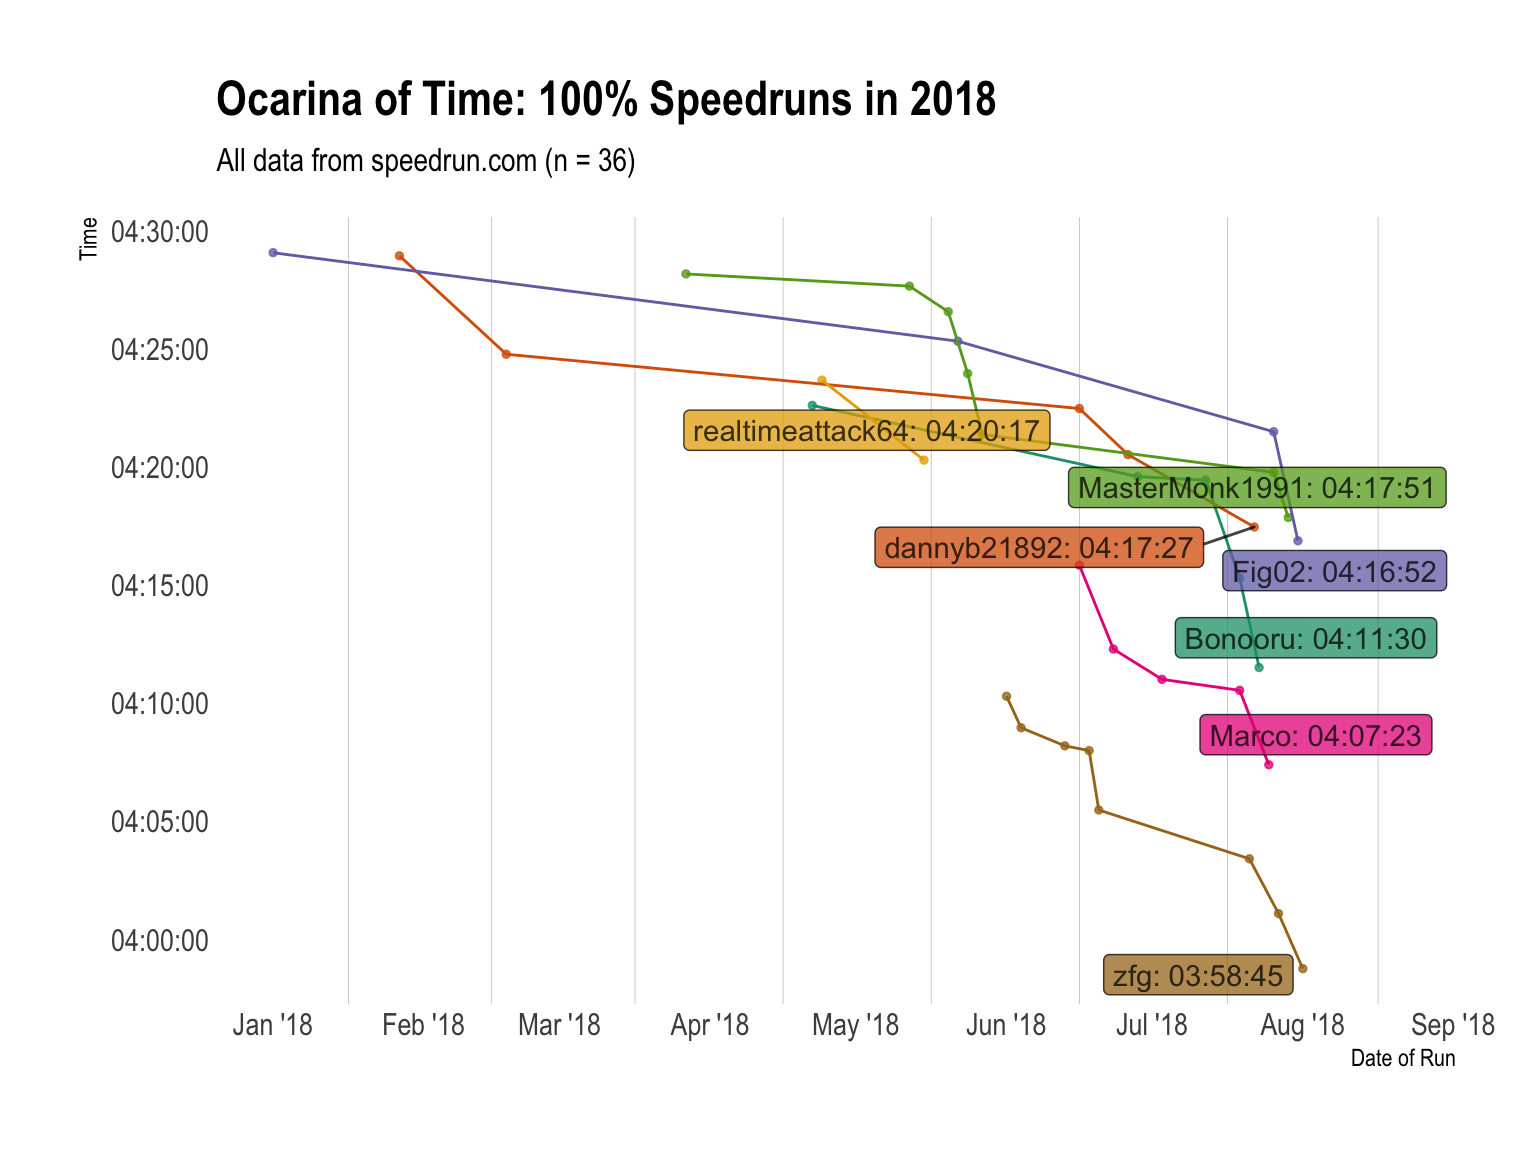 Ocarina of Time: 100% Speedruns in 2018
All data from speedrun.com (n = 36)
Time
04:30:00
04:25:00
04:20:00
04:15:00
04:10:00
04:05:00
04:00:00
realtimeattack64: 04:20:17
MasterMonk1991: 04:17:51
dannyb21892: 04:17:27
Fig02: 04:16:52
Bonooru: 04:11:30
Marco: 04:07:23
zfg: 03:58:45
Jan '18 Feb '18 Mar '18 Apr '18 May '18 Jun '18 Jul '18 Aug '18 Sep '18
Date of Run